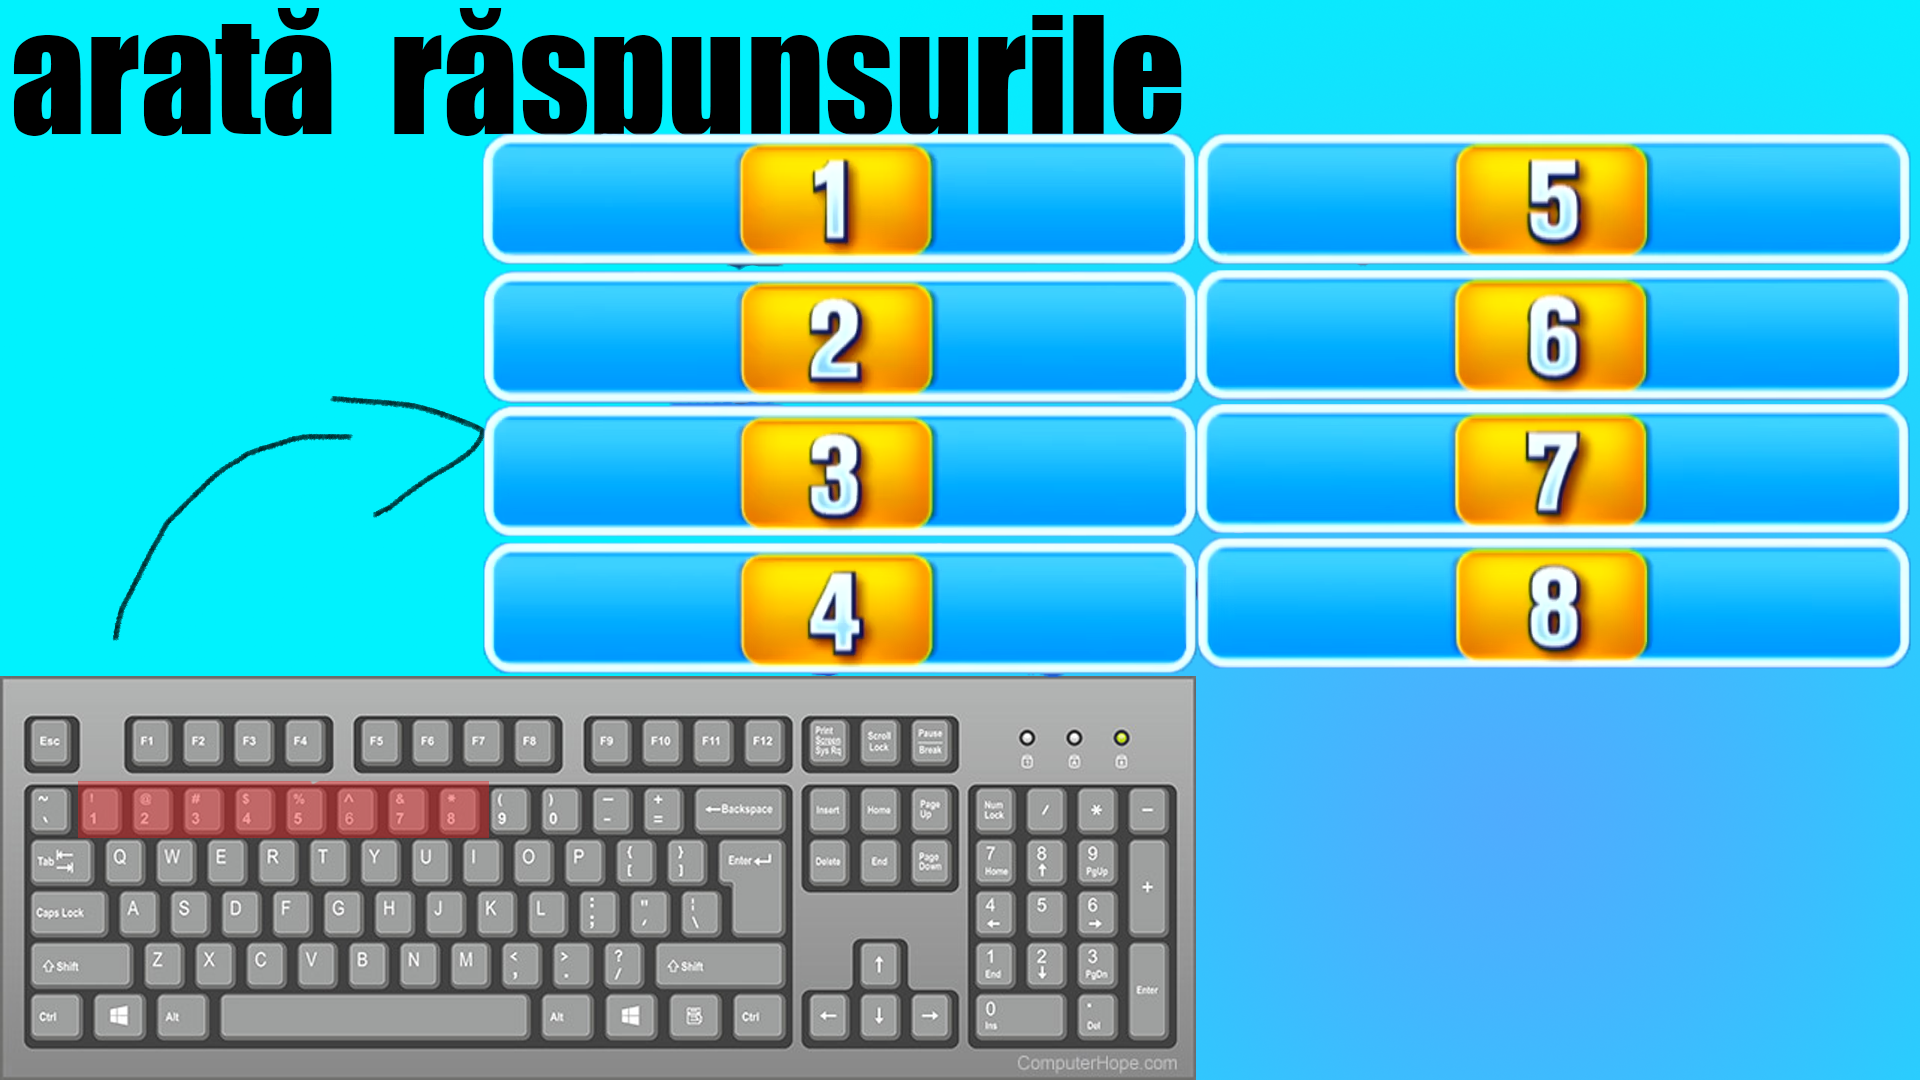 arată răspunsurile
1 5
2 6
3 7
4 8
Esc F1 F2 F3 F4 F5 F6 F7 F8 F9 F10 F11 F12 Print Screen Sys Rq Scroll Lock Pause Break
~ ! @ # $ % ^ & * ( ) — +
` 1 2 3 4 5 6 7 8 9 0 - = ←Backspace Insert Home Page Up Num Lock / * −
Tab Q W E R T Y U I O P { [ } ] Enter Delete End Page Down 7 Home 8 ↑ 9 PgUp +
Caps Lock A S D F G H J K L : ; " ' | \ 4 ← 5 6 →
Shift Z X C V B N M < , > . ? / Shift ↑ 1 End 2 ↓ 3 PgDn Enter
Ctrl Alt Alt Ctrl ← ↓ → 0 Ins . Del
ComputerHope.com